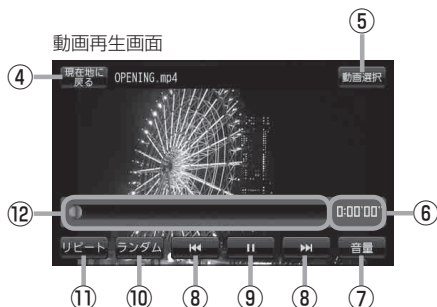 ⑤
動画再生画面
④ 現在地に戻る OPENING.mp4 動画選択
⑫ 0:00'00" ⑥
リピート ランダム ⏮ ⏸ ⏭ 音量
⑪ ⑩ ⑧ ⑨ ⑧ ⑦